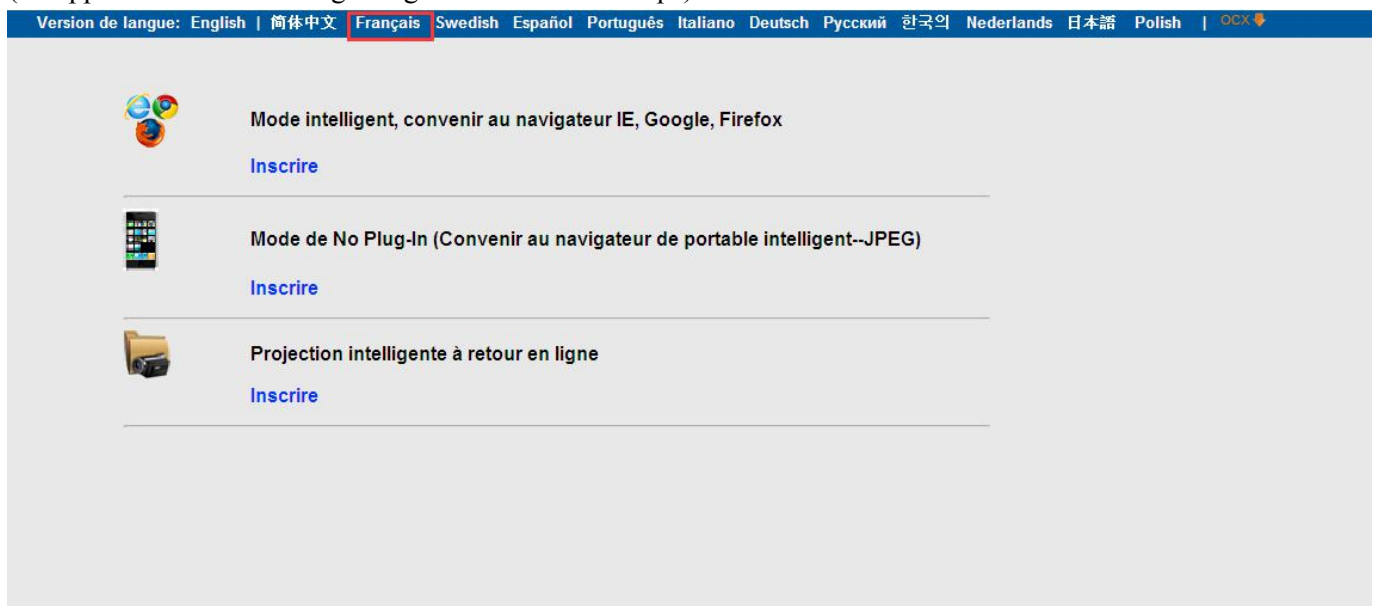 Version de langue: English | 简体中文 Français Swedish Español Português Italiano Deutsch Русский 한국의 Nederlands 日本語 Polish | OCX
Mode intelligent, convenir au navigateur IE, Google, Firefox
Inscrire
Mode de No Plug-In (Convenir au navigateur de portable intelligent--JPEG)
Inscrire
Projection intelligente à retour en ligne
Inscrire